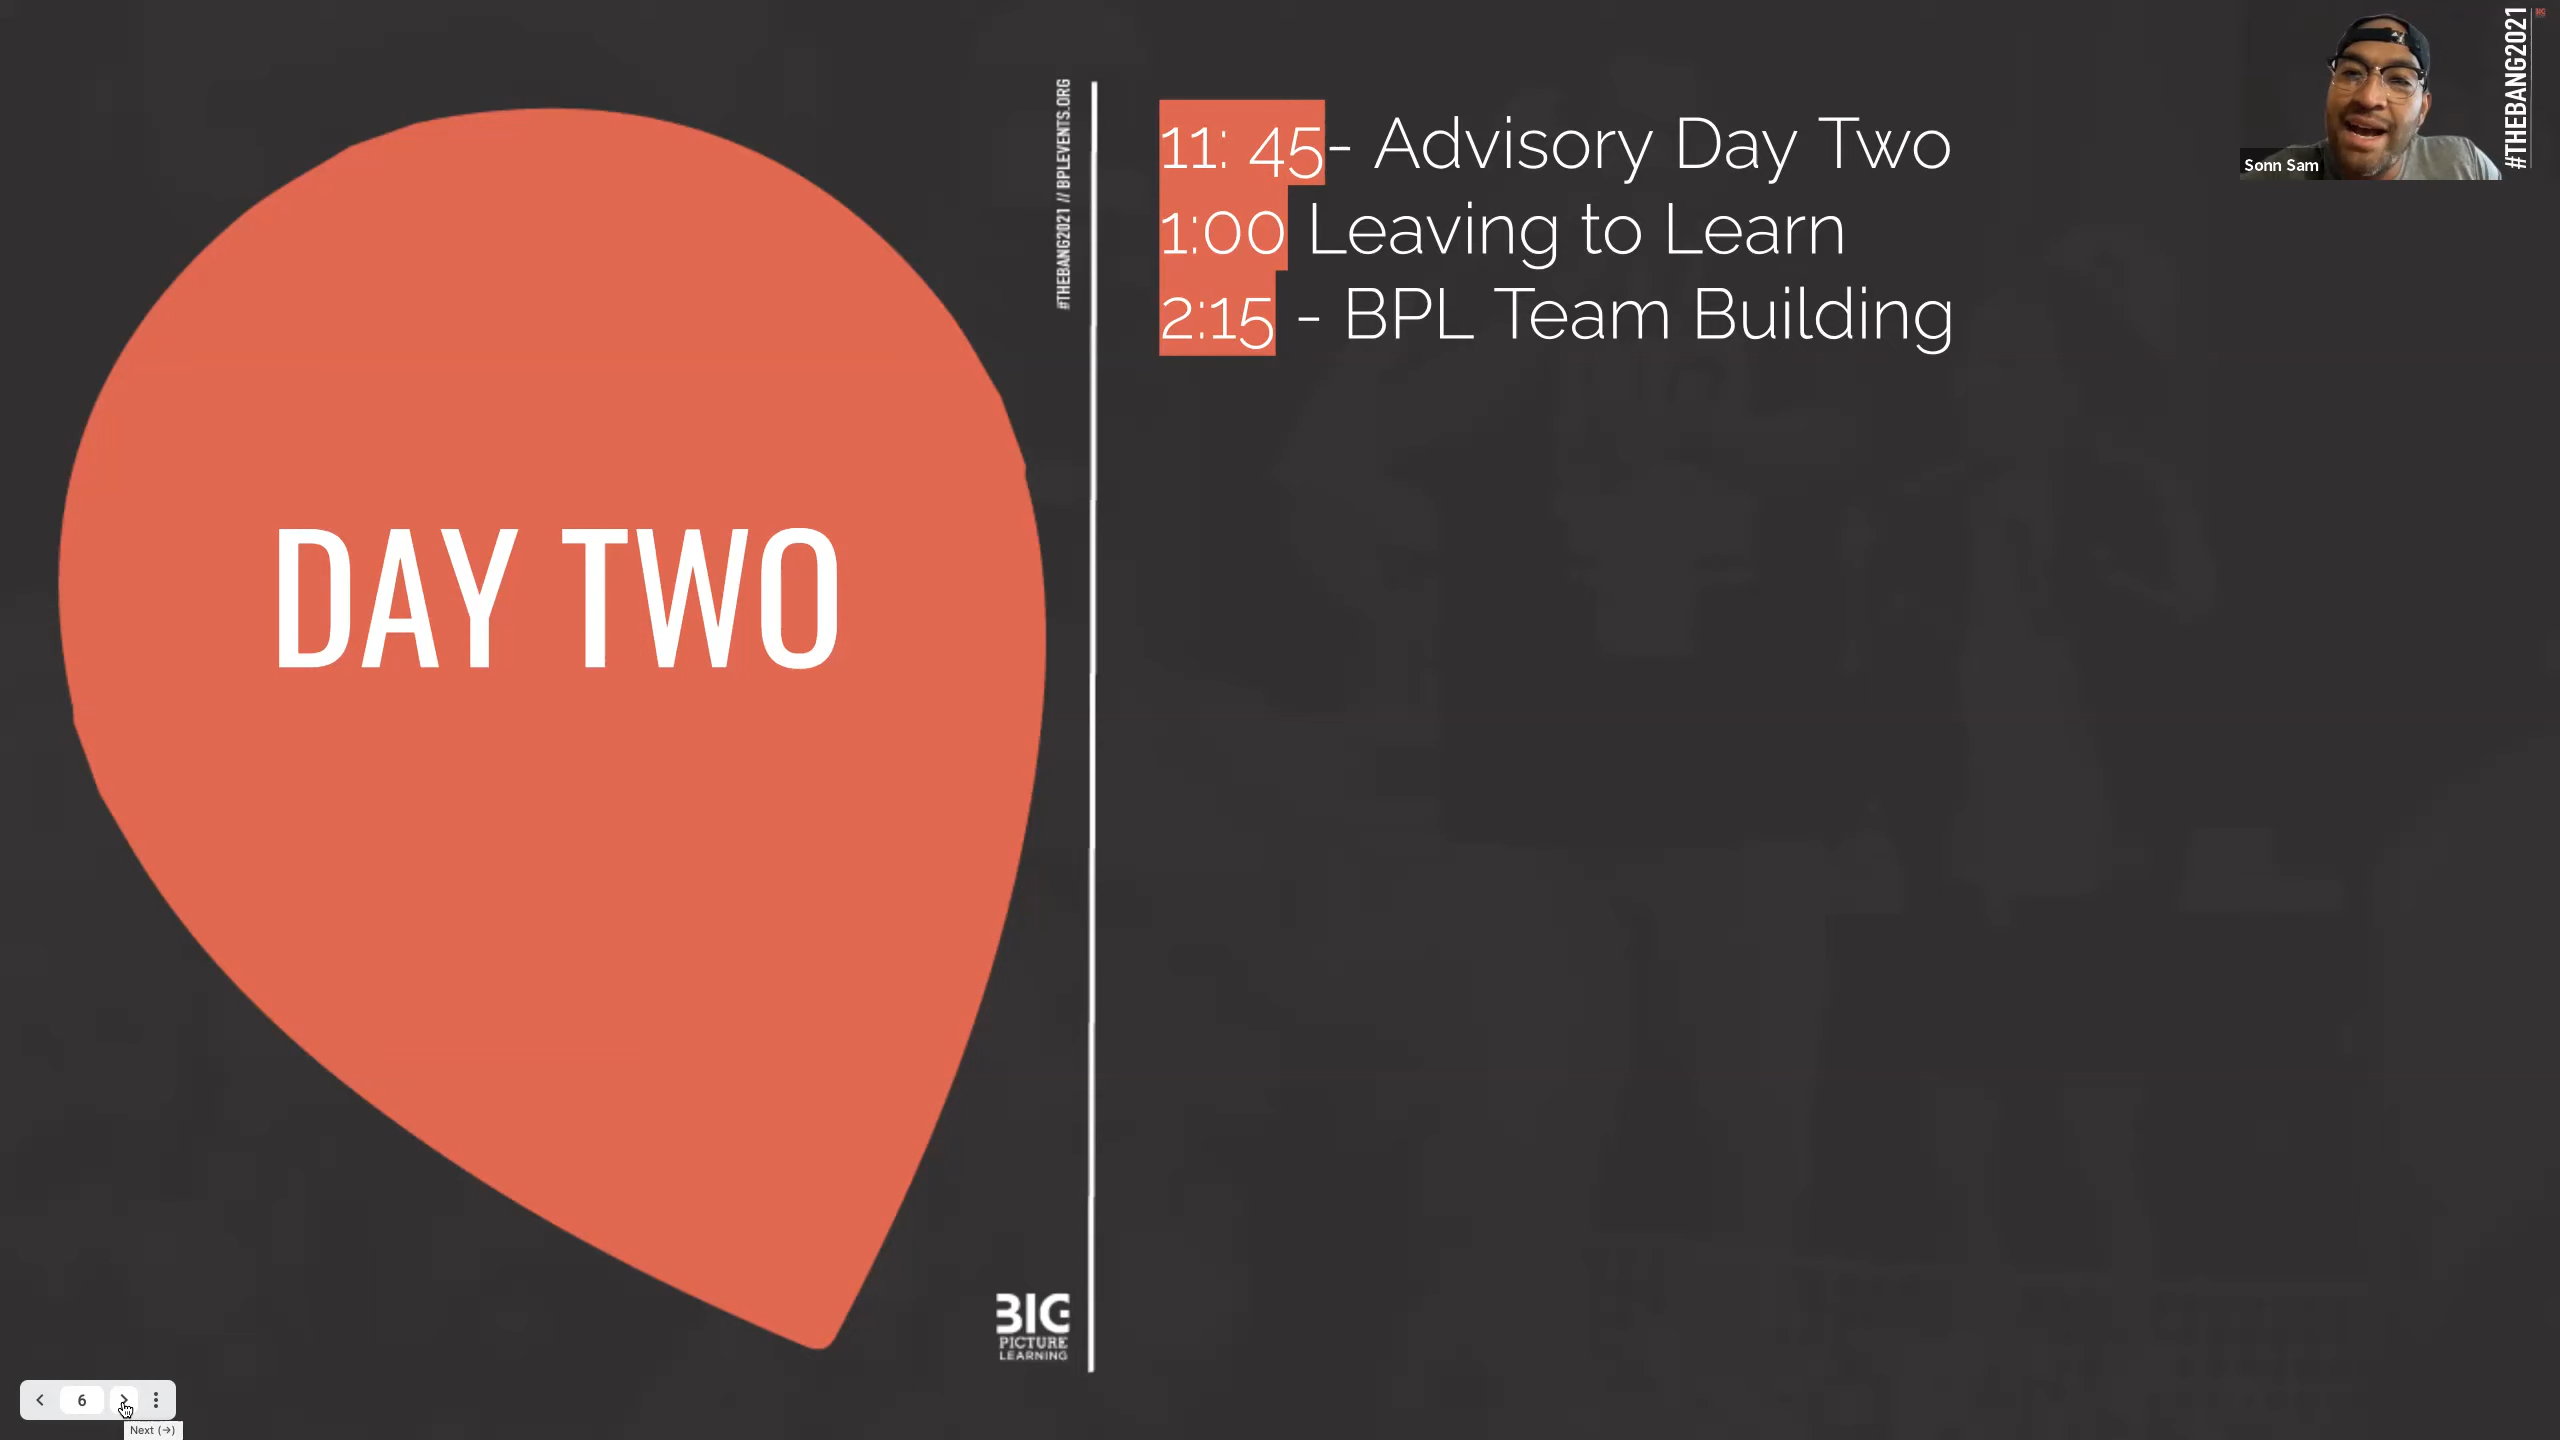 #THEBANG2021 // BPLEVENTS.ORG
DAY TWO
BIG
PICTURE
LEARNING
11: 45- Advisory Day Two
1:00 Leaving to Learn
2:15 - BPL Team Building
Sonn Sam
#THEBANG2021
BIG
6
Next (→)